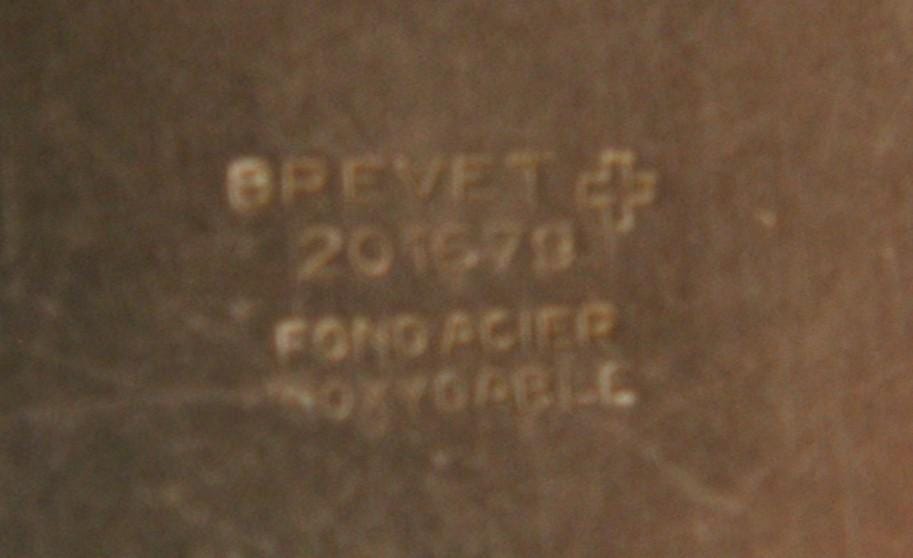 BREVET
201679
FOND ACIER
INOXYDABLE